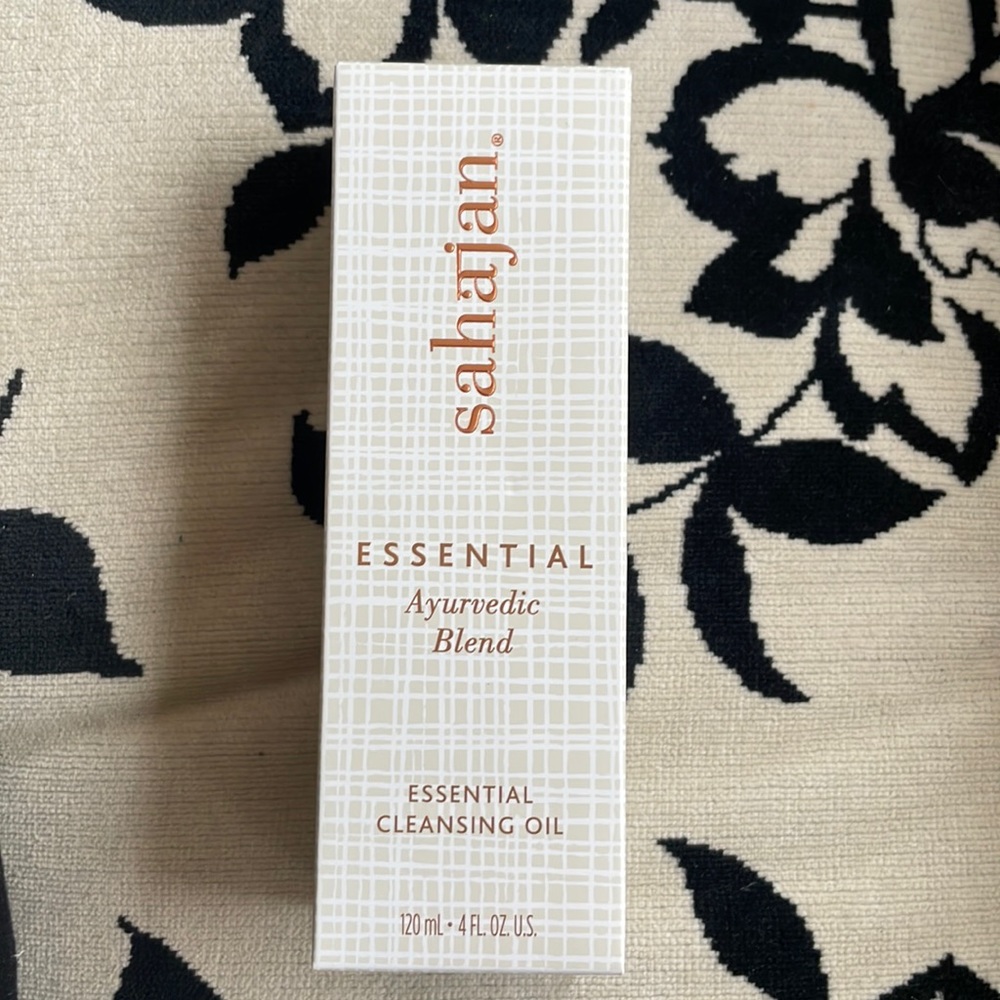 sahajan®
ESSENTIAL
Ayurvedic
Blend
ESSENTIAL
CLEANSING OIL
120 mL • 4 FL. OZ. U.S.